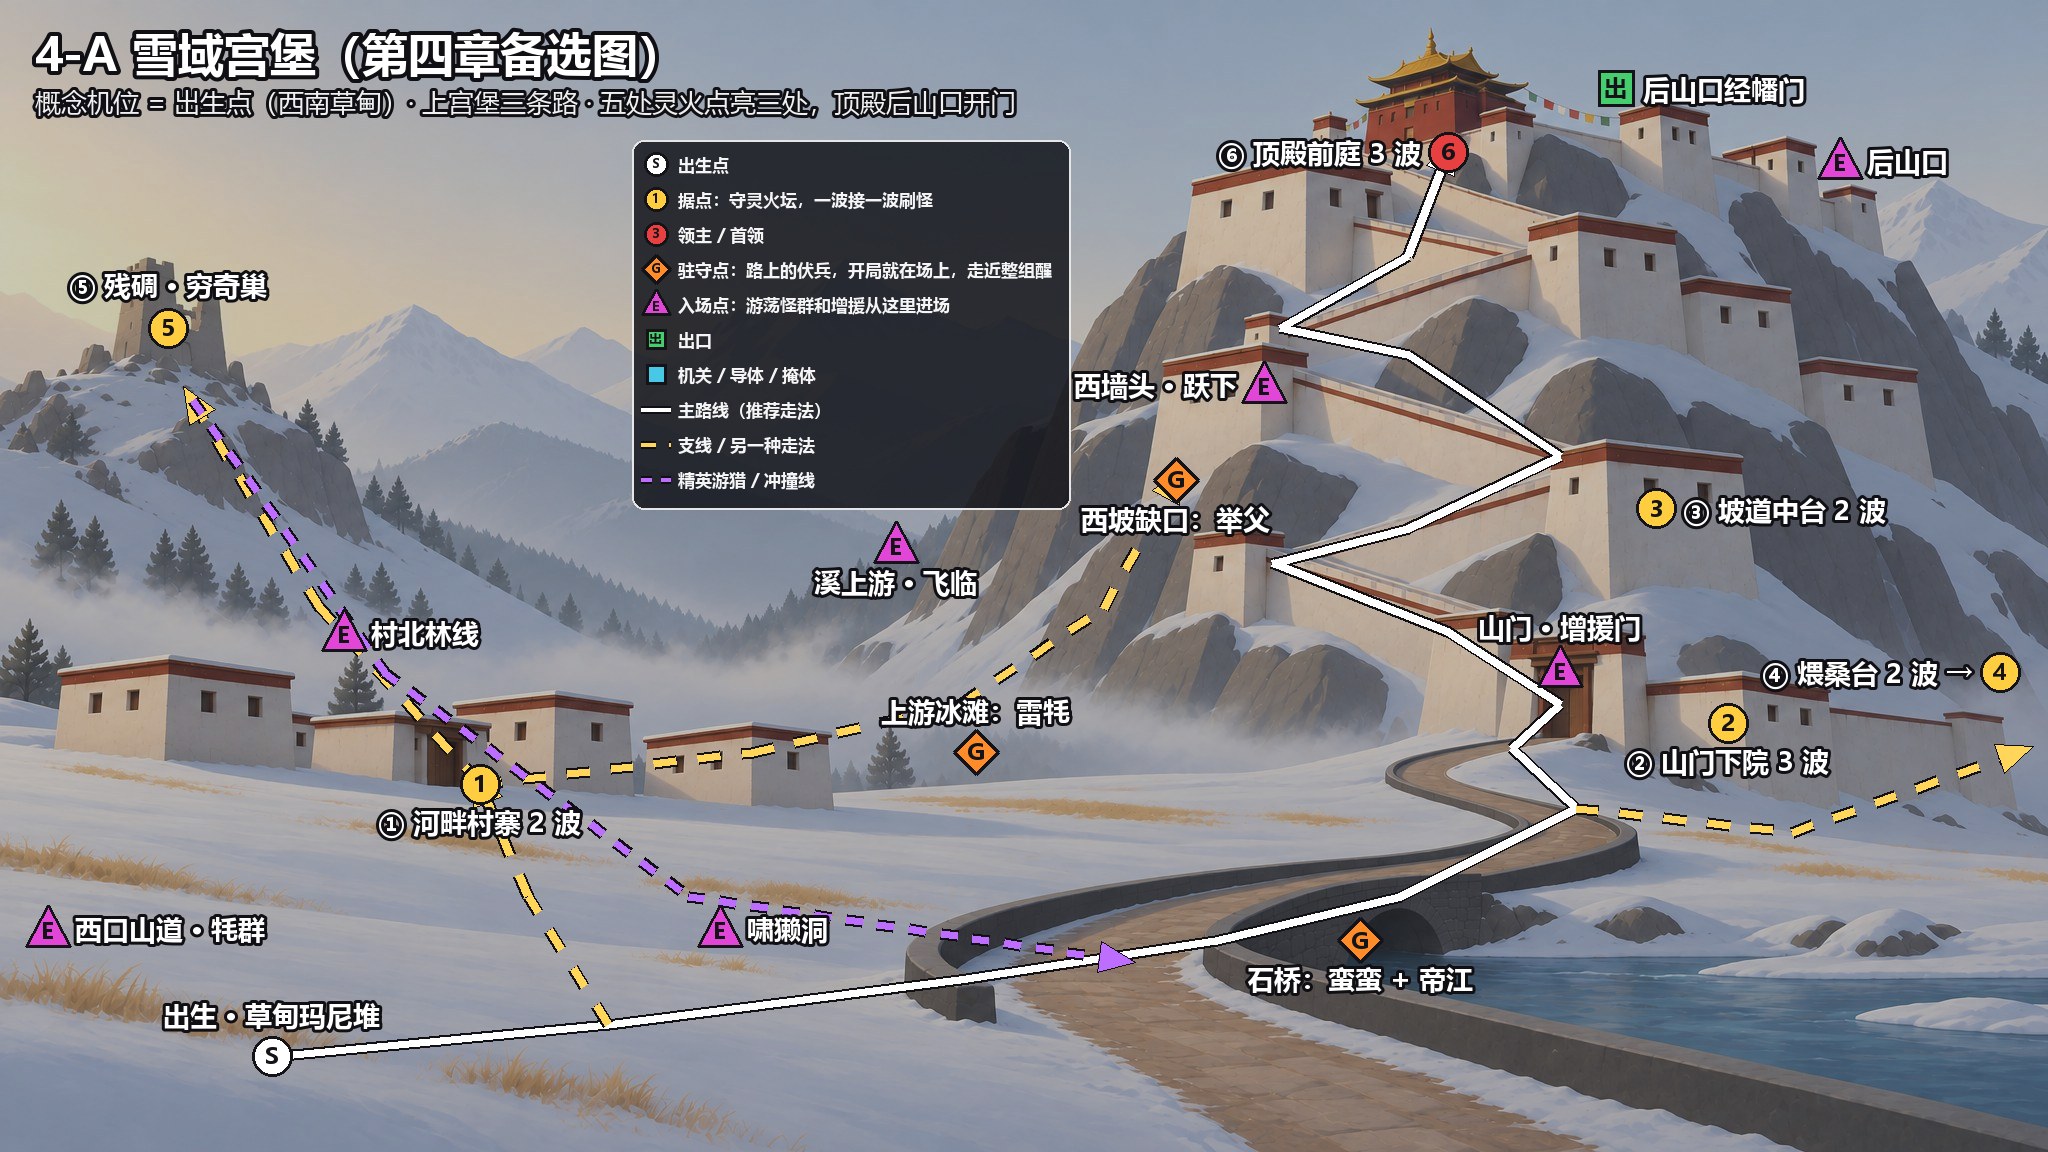 4-A 雪域宫堡（第四章备选图）
概念机位 = 出生点（西南草甸）· 上宫堡三条路 · 五处灵火点亮三处，顶殿后山口开门
S 出生点
1 据点：守灵火坛，一波接一波刷怪
3 领主 / 首领
G 驻守点：路上的伏兵，开局就在场上，走近整组醒
E 入场点：游荡怪群和增援从这里进场
出 出口
机关 / 导体 / 掩体
主路线（推荐走法）
支线 / 另一种走法
精英游猎 / 冲撞线
出 后山口经幡门
⑥ 顶殿前庭 3 波 6
E 后山口
⑤ 残碉 · 穷奇巢
5
西墙头 · 跃下 E
G
西坡缺口：举父
3 ③ 坡道中台 2 波
E
溪上游 · 飞临
E 村北林线
山门 · 增援门
E
④ 煨桑台 2 波 → 4
上游冰滩：雷牦
G
2
② 山门下院 3 波
1
① 河畔村寨 2 波
E 西口山道 · 牦群
E 啸獭洞
G
石桥：蛮蛮 + 帝江
出生 · 草甸玛尼堆
S